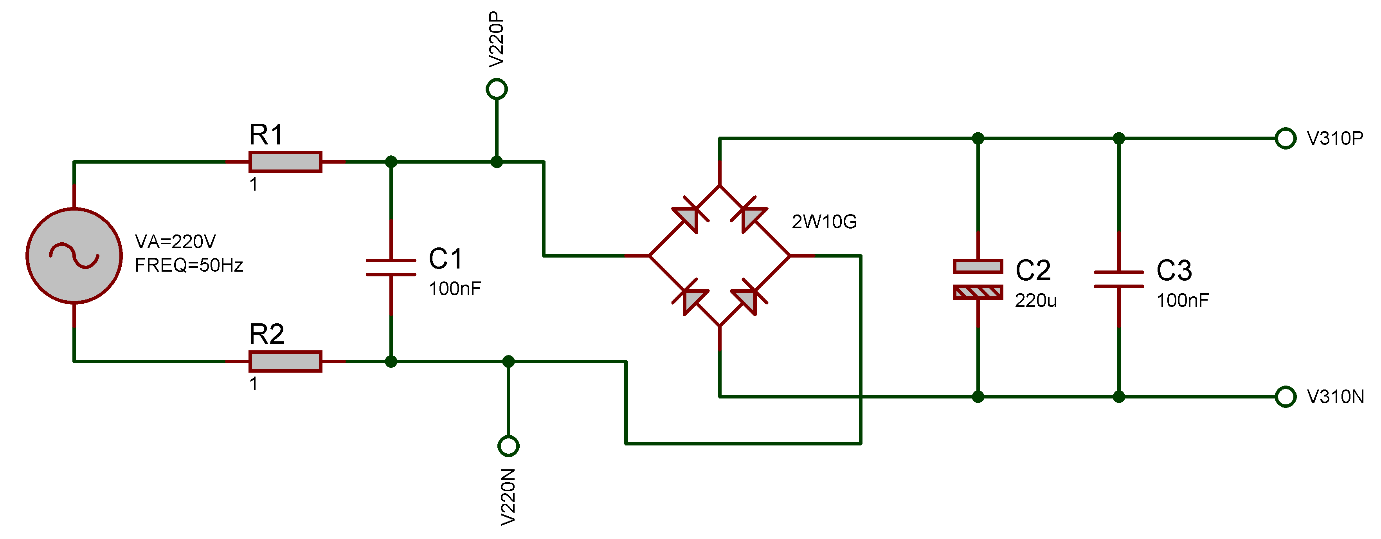 V220P
R1
1
VA=220V
FREQ=50Hz
C1
100nF
R2
1
V220N
2W10G
C2
220u
C3
100nF
V310P
V310N